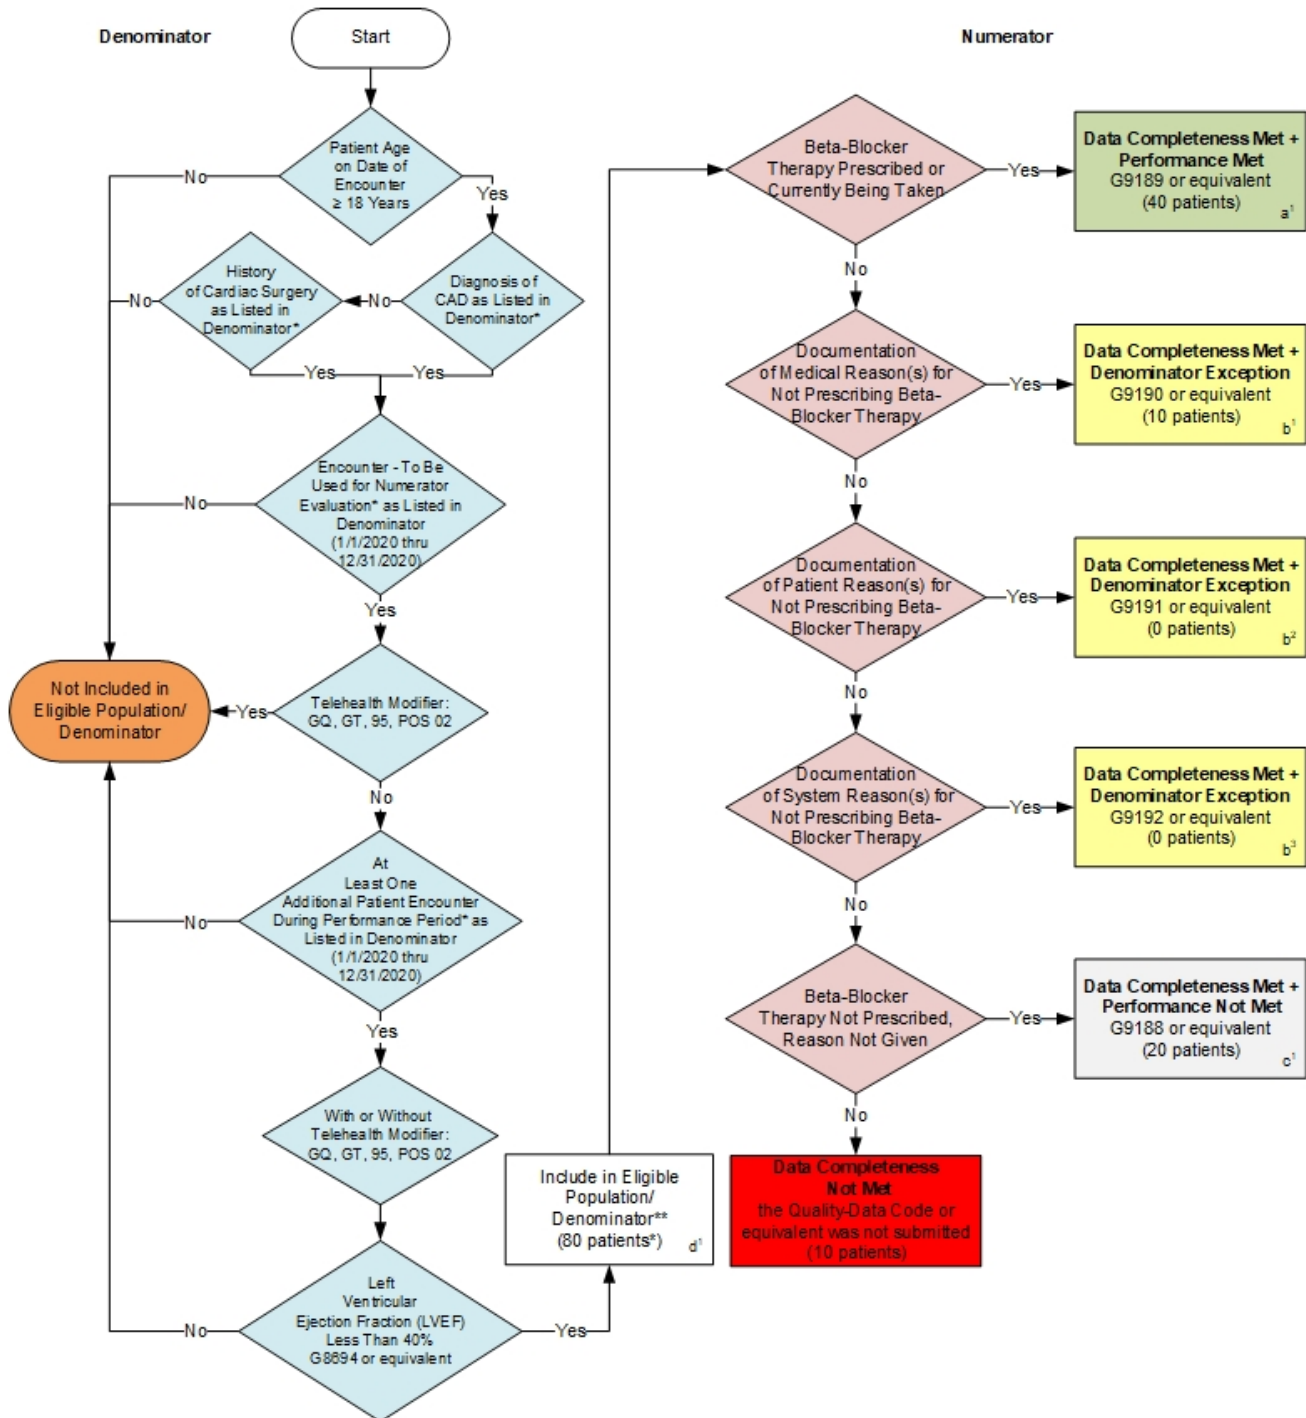 Denominator
Start
Numerator
Patient Age
on Date of
Encounter
≥ 18 Years
No
Yes
History
of Cardiac Surgery
as Listed in
Denominator*
No
No
Diagnosis of
CAD as Listed in
Denominator*
Yes
Yes
Encounter - To Be
Used for Numerator
Evaluation* as Listed in
Denominator
(1/1/2020 thru
12/31/2020)
No
Yes
Not Included in
Eligible Population/
Denominator
Yes
Telehealth Modifier:
GQ, GT, 95, POS 02
No
At
Least One
Additional Patient Encounter
During Performance Period* as
Listed in Denominator
(1/1/2020 thru
12/31/2020)
No
Yes
With or Without
Telehealth Modifier:
GQ, GT, 95, POS 02
Left
Ventricular
Ejection Fraction (LVEF)
Less Than 40%
G8694 or equivalent
No
Yes
Include in Eligible
Population/
Denominator**
(80 patients*)
d¹
Beta-Blocker
Therapy Prescribed or
Currently Being Taken
Yes
Data Completeness Met +
Performance Met
G9189 or equivalent
(40 patients)
a¹
No
Documentation
of Medical Reason(s) for
Not Prescribing Beta-
Blocker Therapy
Yes
Data Completeness Met +
Denominator Exception
G9190 or equivalent
(10 patients)
b¹
No
Documentation
of Patient Reason(s) for
Not Prescribing Beta-
Blocker Therapy
Yes
Data Completeness Met +
Denominator Exception
G9191 or equivalent
(0 patients)
b²
No
Documentation
of System Reason(s) for
Not Prescribing Beta-
Blocker Therapy
Yes
Data Completeness Met +
Denominator Exception
G9192 or equivalent
(0 patients)
b³
No
Beta-Blocker
Therapy Not Prescribed,
Reason Not Given
Yes
Data Completeness Met +
Performance Not Met
G9188 or equivalent
(20 patients)
c¹
No
Data Completeness
Not Met
the Quality-Data Code or
equivalent was not submitted
(10 patients)